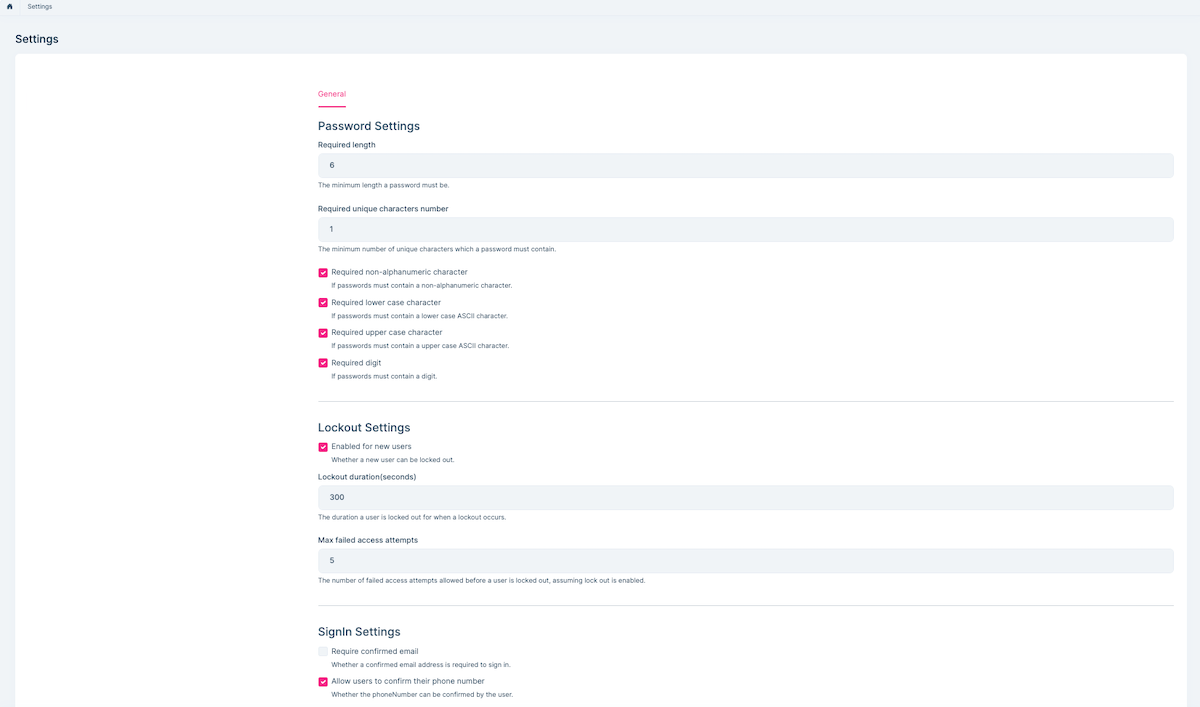 Settings
Settings
General
Password Settings
Required length
6
The minimum length a password must be.
Required unique characters number
1
The minimum number of unique characters which a password must contain.
Required non-alphanumeric character
If passwords must contain a non-alphanumeric character.
Required lower case character
If passwords must contain a lower case ASCII character.
Required upper case character
If passwords must contain a upper case ASCII character.
Required digit
If passwords must contain a digit.
Lockout Settings
Enabled for new users
Whether a new user can be locked out.
Lockout duration(seconds)
300
The duration a user is locked out for when a lockout occurs.
Max failed access attempts
5
The number of failed access attempts allowed before a user is locked out, assuming lock out is enabled.
SignIn Settings
Require confirmed email
Whether a confirmed email address is required to sign in.
Allow users to confirm their phone number
Whether the phoneNumber can be confirmed by the user.